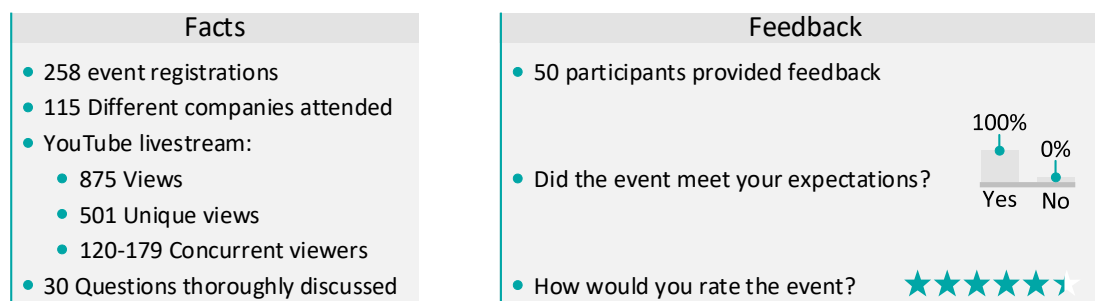 Facts
258 event registrations
115 Different companies attended
YouTube livestream:
875 Views
501 Unique views
120-179 Concurrent viewers
30 Questions thoroughly discussed
Feedback
50 participants provided feedback
Did the event meet your expectations?
100%
0%
Yes No
How would you rate the event?